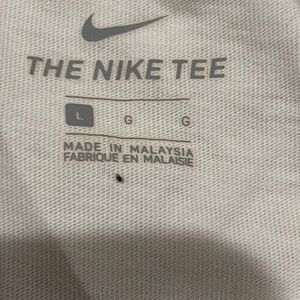 THE NIKE TEE
L G G
MADE IN MALAYSIA
FABRIQUE EN MALAISIE